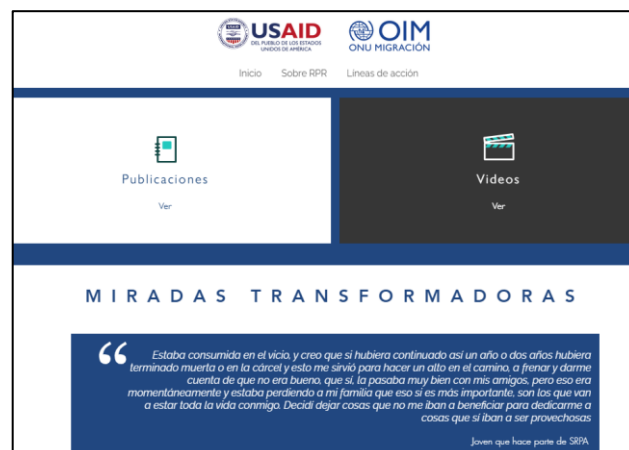 USAID
DEL PUEBLO DE LOS ESTADOS
UNIDOS DE AMÉRICA
OIM
ONU MIGRACIÓN
Inicio Sobre RPR Líneas de acción
Publicaciones
Ver
Videos
Ver
MIRADAS TRANSFORMADORAS
“ Estaba consumida en el vicio, y creo que si hubiera continuado así un año o dos años hubiera
terminado muerta o en la cárcel y esto me sirvió para hacer un alto en el camino, a frenar y darme
cuenta de que no era bueno, que sí, la pasaba muy bien con mis amigos, pero eso era
momentáneamente y estaba perdiendo a mi familia que eso si es más importante, son los que van
a estar toda la vida conmigo. Decidí dejar cosas que no me iban a beneficiar para dedicarme a
cosas que si iban a ser provechosas
Joven que hace parte de SRPA